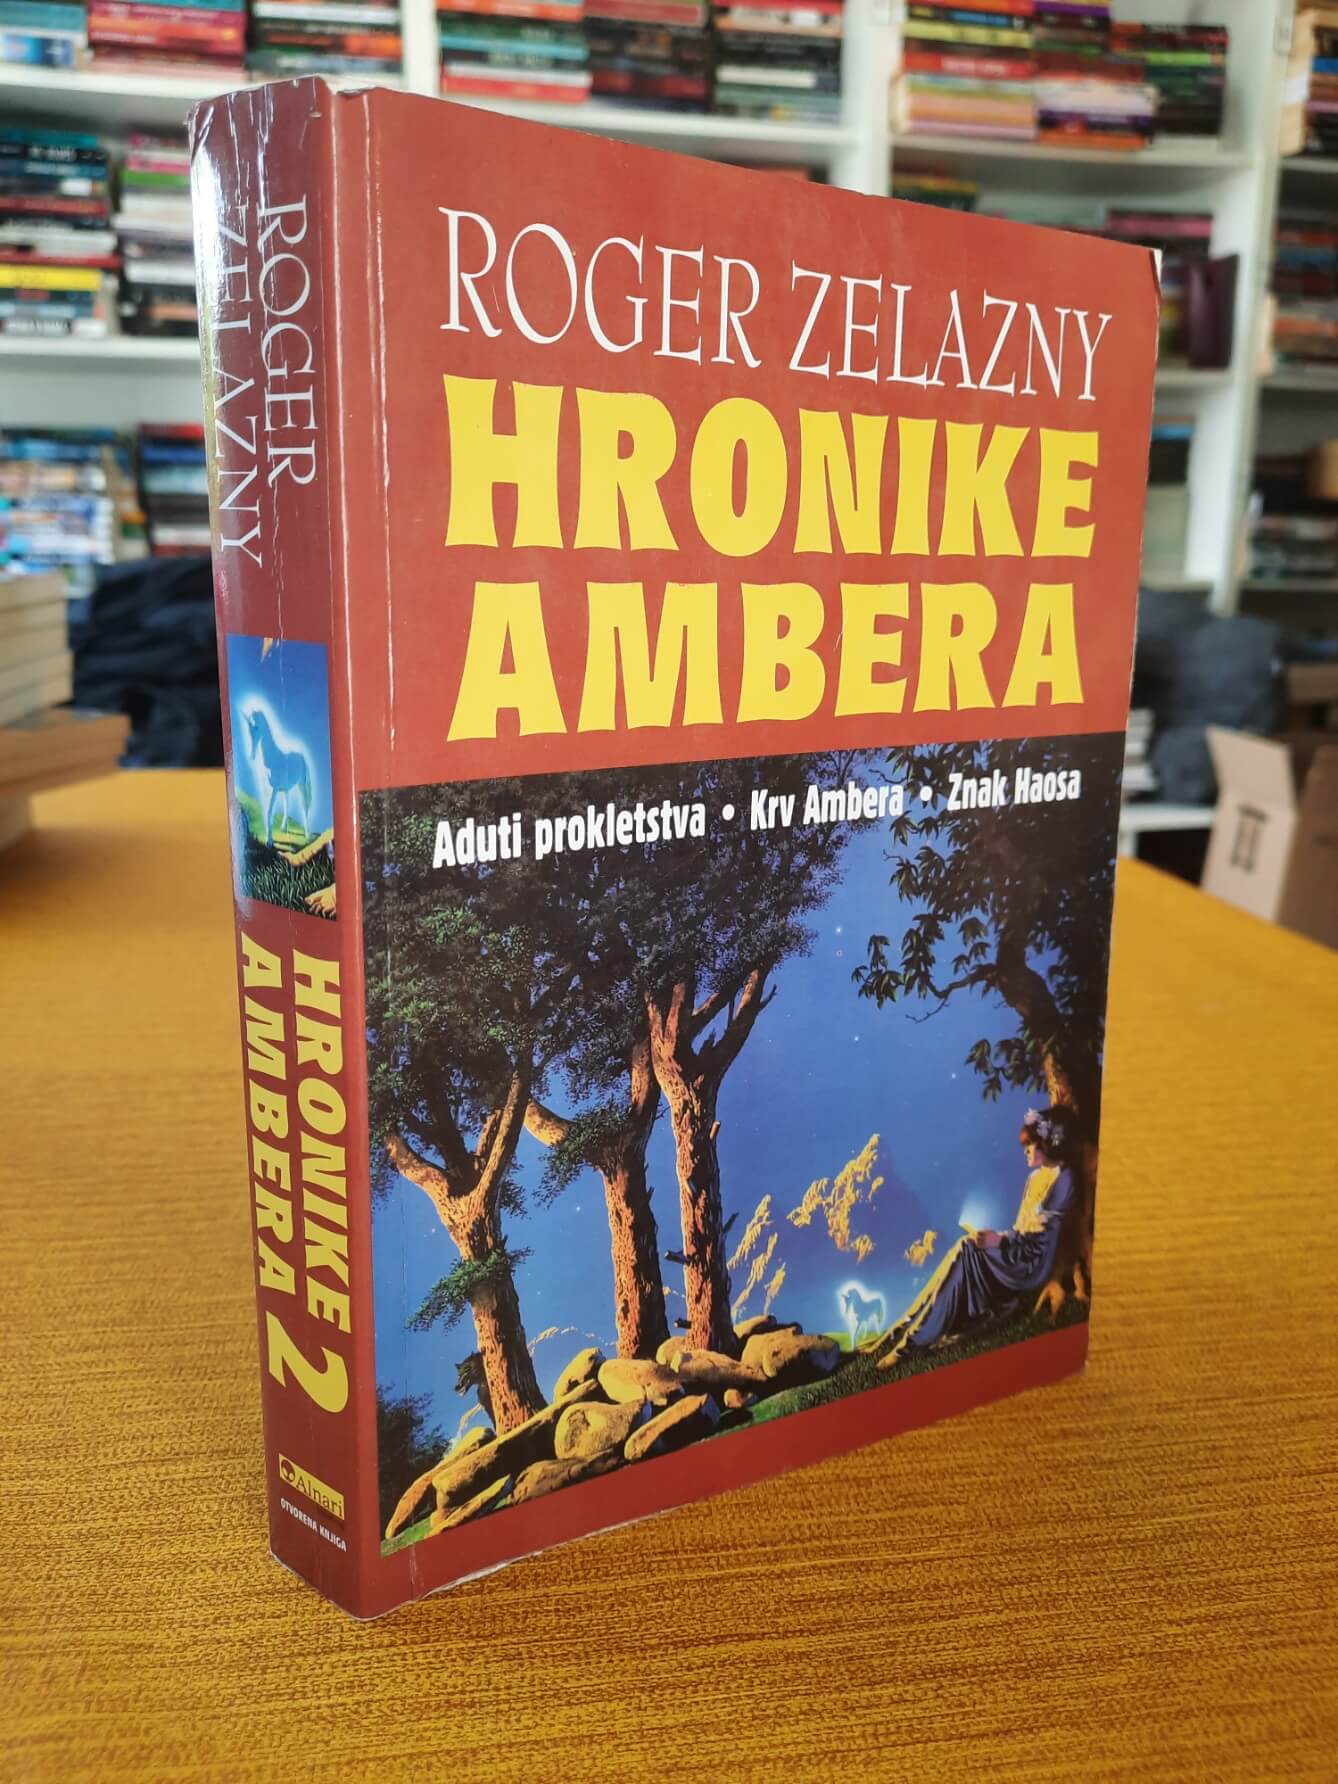 ROGER ZELAZNY
HRONIKE
AMBERA
Aduti prokletstva • Krv Ambera • Znak Haosa
ROGER
ZELAZNY
HRONIKE 2
AMBERA
Alnari
OTVORENA KNJIGA